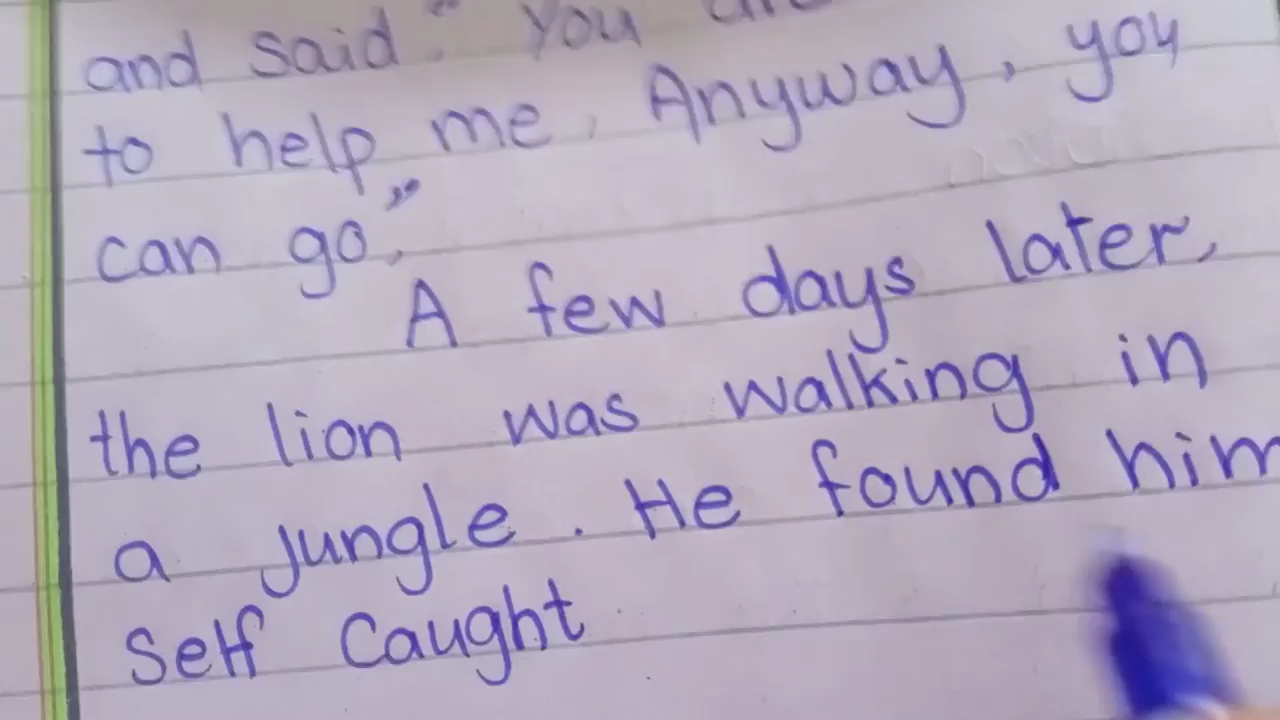 and said " You
to help me. Anyway, you
can go."
A few days later,
the lion was walking in
a jungle. He found him
Self Caught